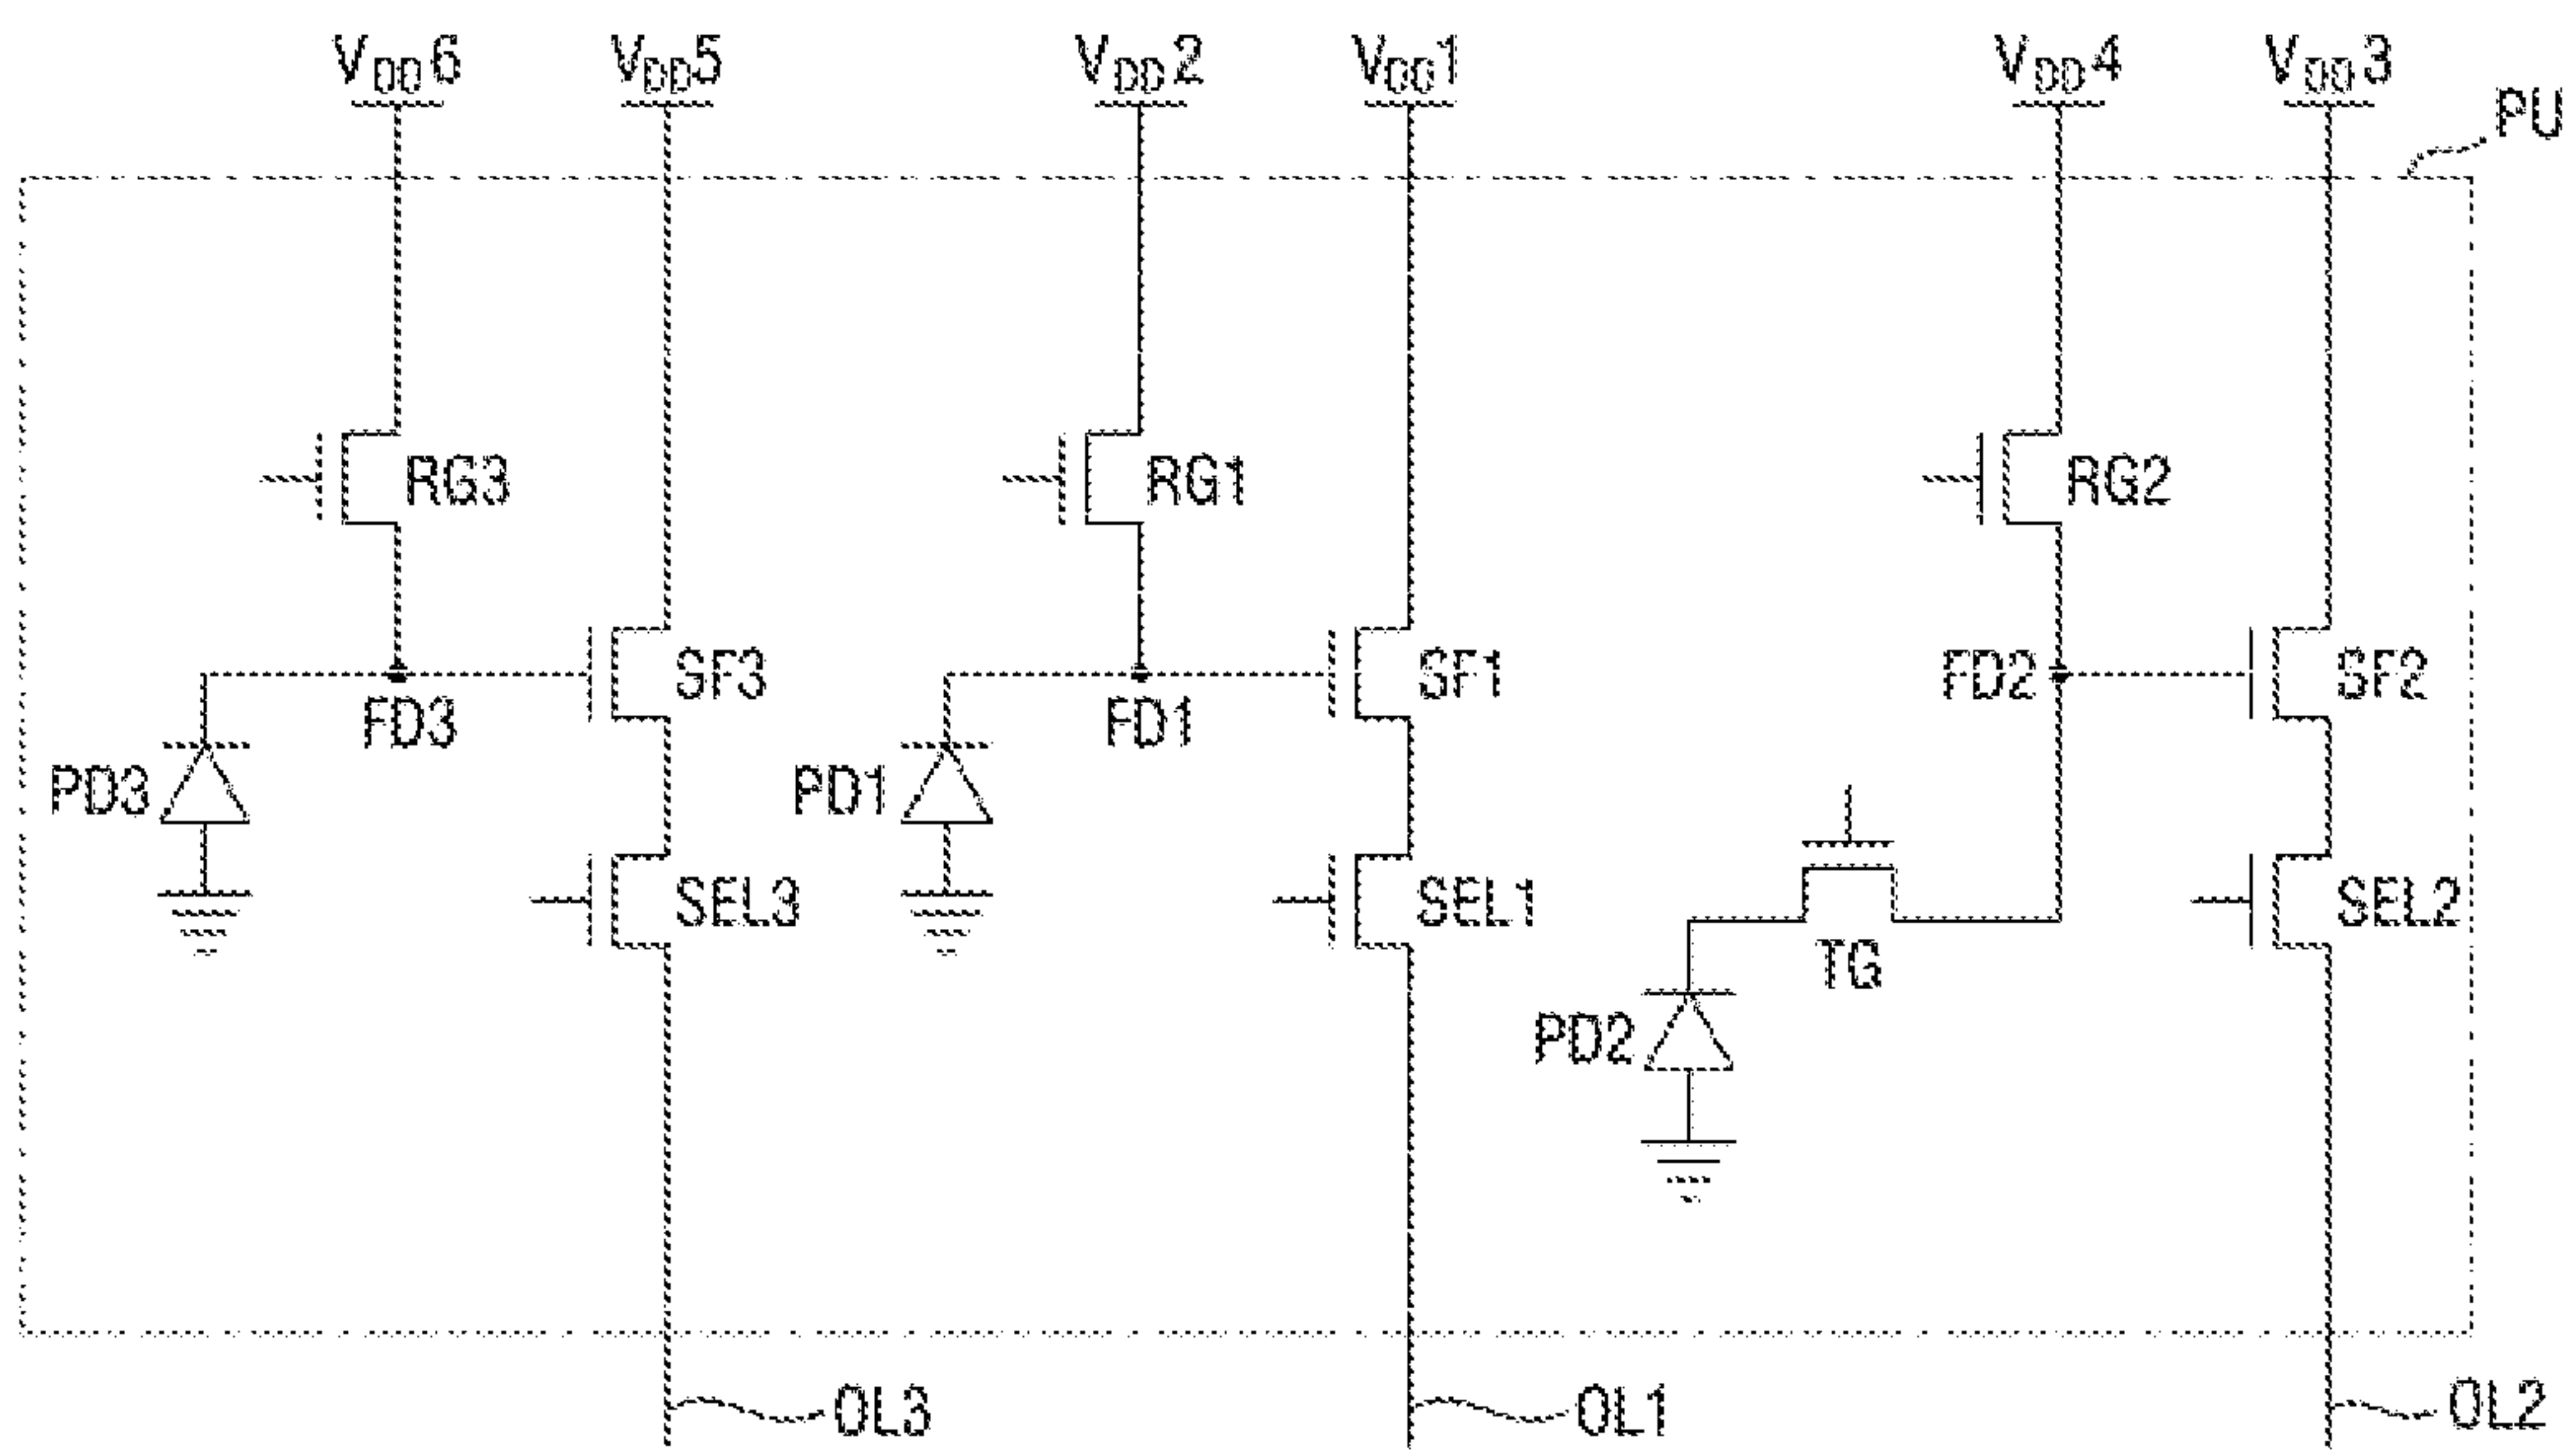 VDD6 VDD5 VDD2 VDD1 VDD4 VDD3
PU
RG3 RG1 RG2
SF3 SF1 FD2 SF2
FD3 FD1
PD3 PD1
SEL3 SEL1 SEL2
TG
PD2
OL3 OL1 OL2